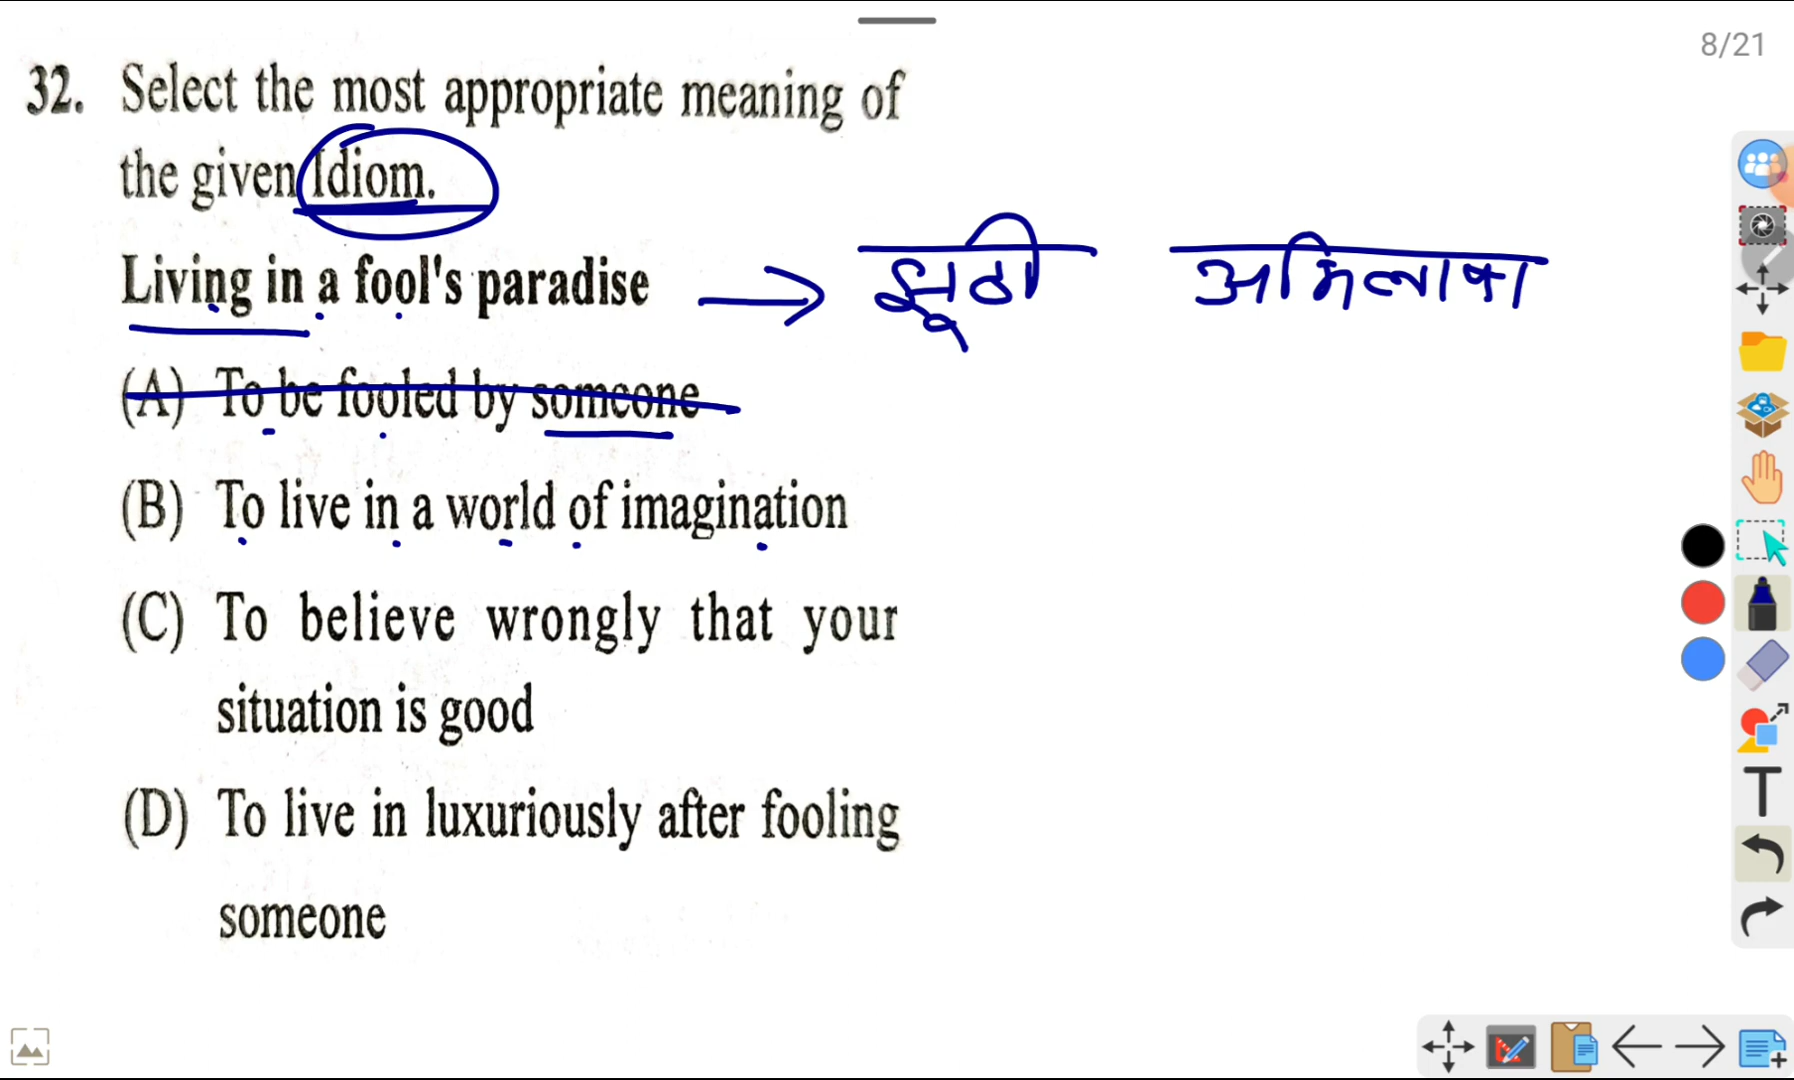 8/21
32. Select the most appropriate meaning of
the given Idiom.
Living in a fool's paradise → झूठी अभिलाषा
(A) To be fooled by someone
(B) To live in a world of imagination
(C) To believe wrongly that your
situation is good
(D) To live in luxuriously after fooling
someone
T